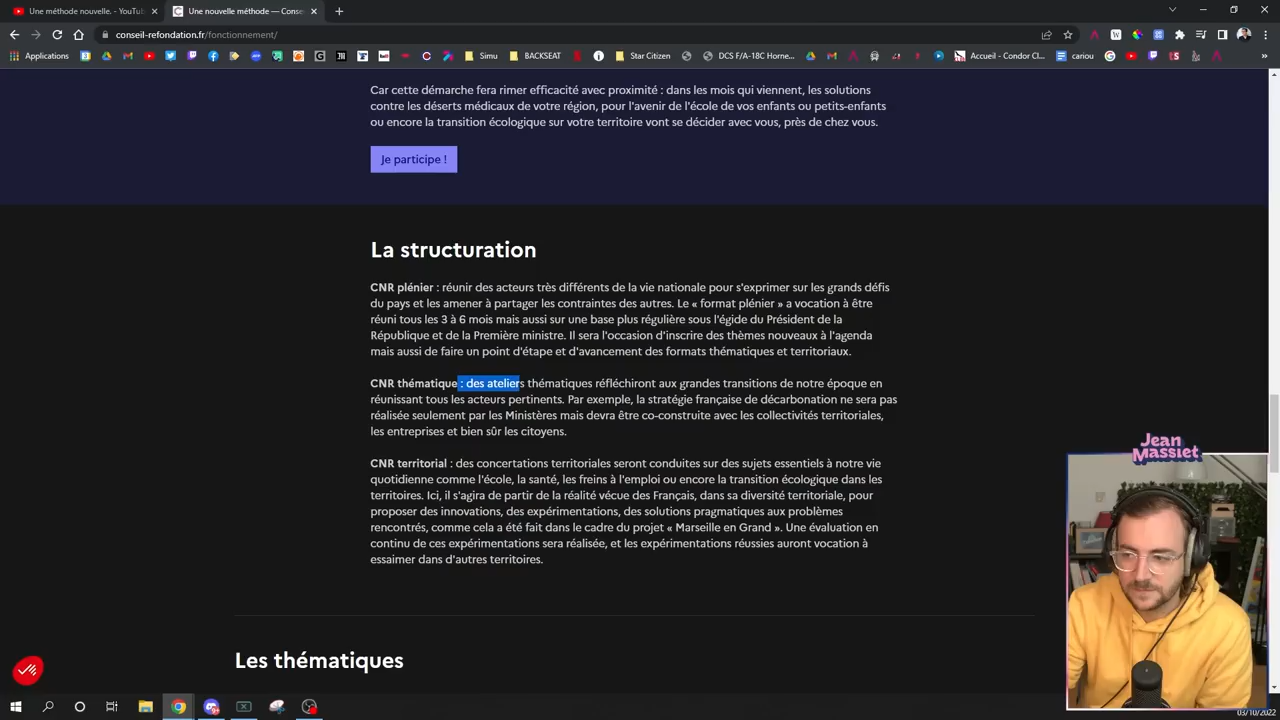 Une méthode nouvelle. - YouTu
Une nouvelle méthode — Conse
conseil-refondation.fr/fonctionnement/
Applications
Simu
BACKSEAT
Star Citizen
DCS F/A-18C Horne...
Accueil - Condor Cl...
cariou
Car cette démarche fera rimer efficacité avec proximité : dans les mois qui viennent, les solutions
contre les déserts médicaux de votre région, pour l'avenir de l'école de vos enfants ou petits-enfants
ou encore la transition écologique sur votre territoire vont se décider avec vous, près de chez vous.
Je participe !
La structuration
CNR plénier : réunir des acteurs très différents de la vie nationale pour s'exprimer sur les grands défis
du pays et les amener à partager les contraintes des autres. Le « format plénier » a vocation à être
réuni tous les 3 à 6 mois mais aussi sur une base plus régulière sous l'égide du Président de la
République et de la Première ministre. Il sera l'occasion d'inscrire des thèmes nouveaux à l'agenda
mais aussi de faire un point d'étape et d'avancement des formats thématiques et territoriaux.
CNR thématique : des ateliers thématiques réfléchiront aux grandes transitions de notre époque en
réunissant tous les acteurs pertinents. Par exemple, la stratégie française de décarbonation ne sera pas
réalisée seulement par les Ministères mais devra être co-construite avec les collectivités territoriales,
les entreprises et bien sûr les citoyens.
CNR territorial : des concertations territoriales seront conduites sur des sujets essentiels à notre vie
quotidienne comme l'école, la santé, les freins à l'emploi ou encore la transition écologique dans les
territoires. Ici, il s'agira de partir de la réalité vécue des Français, dans sa diversité territoriale, pour
proposer des innovations, des expérimentations, des solutions pragmatiques aux problèmes
rencontrés, comme cela a été fait dans le cadre du projet « Marseille en Grand ». Une évaluation en
continu de ces expérimentations sera réalisée, et les expérimentations réussies auront vocation à
essaimer dans d'autres territoires.
Jean
Massiet
Les thématiques
03/10/2022